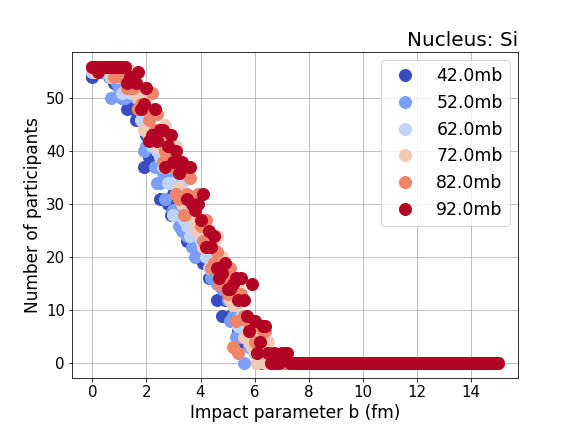 Nucleus: Si
Number of participants
50
40
30
20
10
0
42.0mb
52.0mb
62.0mb
72.0mb
82.0mb
92.0mb
0 2 4 6 8 10 12 14
Impact parameter b (fm)